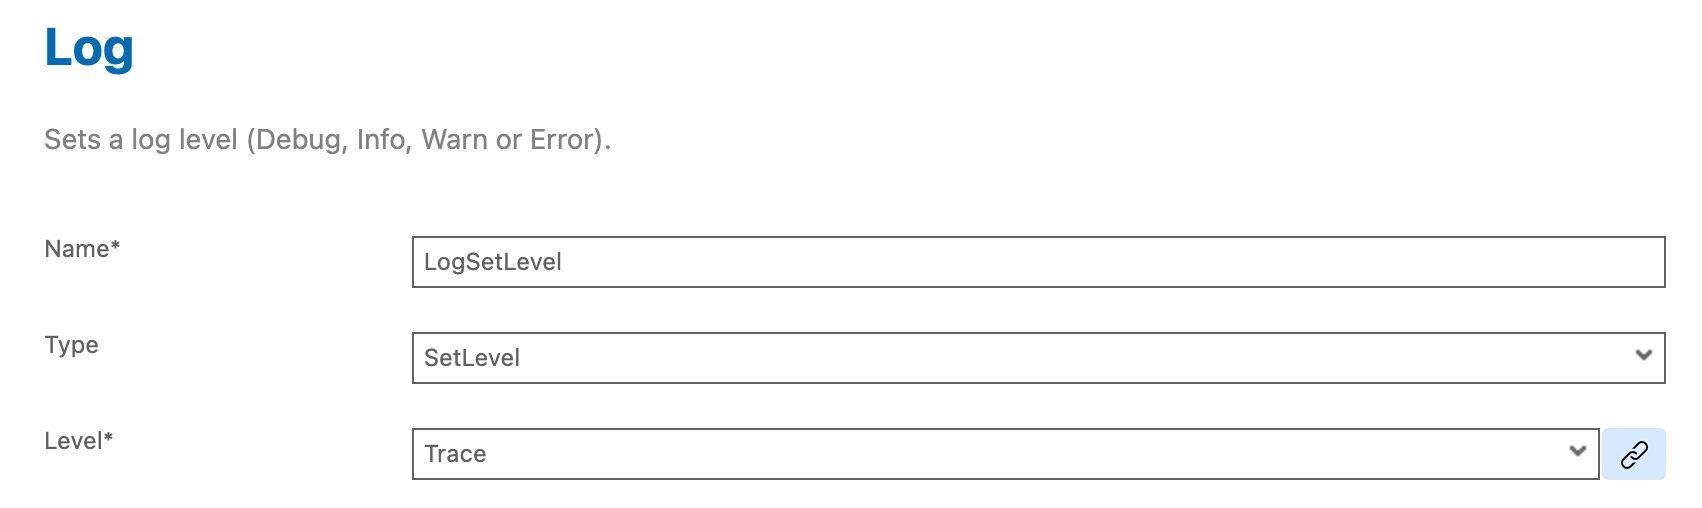 Log
Sets a log level (Debug, Info, Warn or Error).
Name*
LogSetLevel
Type
SetLevel
Level*
Trace